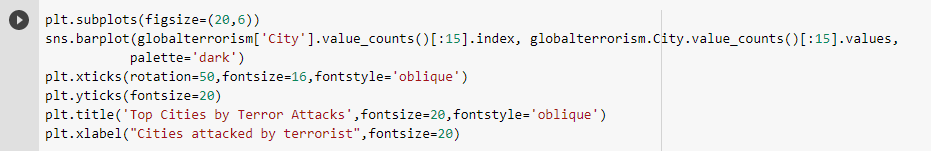 plt.subplots(figsize=(20,6))
sns.barplot(globalterrorism['City'].value_counts()[:15].index, globalterrorism.City.value_counts()[:15].values,
palette='dark')
plt.xticks(rotation=50,fontsize=16,fontstyle='oblique')
plt.yticks(fontsize=20)
plt.title('Top Cities by Terror Attacks',fontsize=20,fontstyle='oblique')
plt.xlabel("Cities attacked by terrorist",fontsize=20)